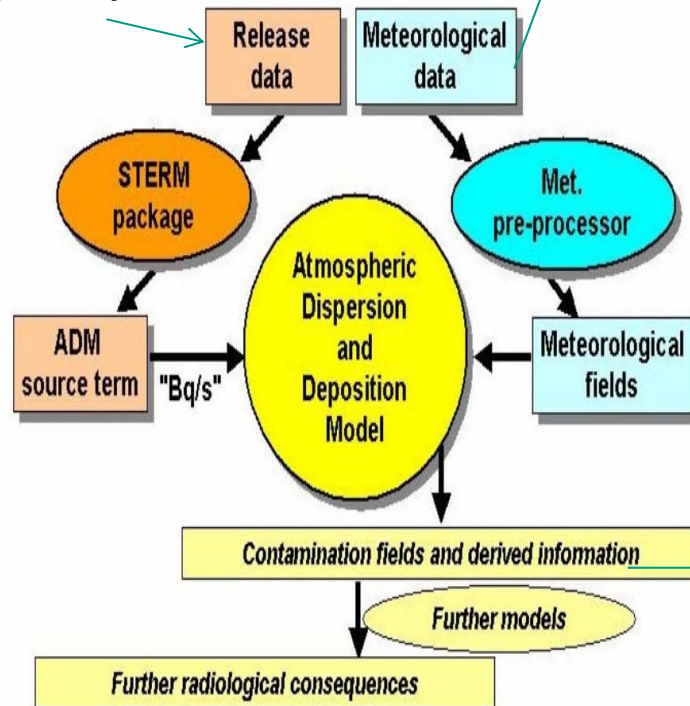 Release
data
Meteorological
data
STERM
package
Met.
pre-processor
Atmospheric
Dispersion
and
Deposition
Model
ADM
source term
"Bq/s"
Meteorological
fields
Contamination fields and derived information
Further models
Further radiological consequences